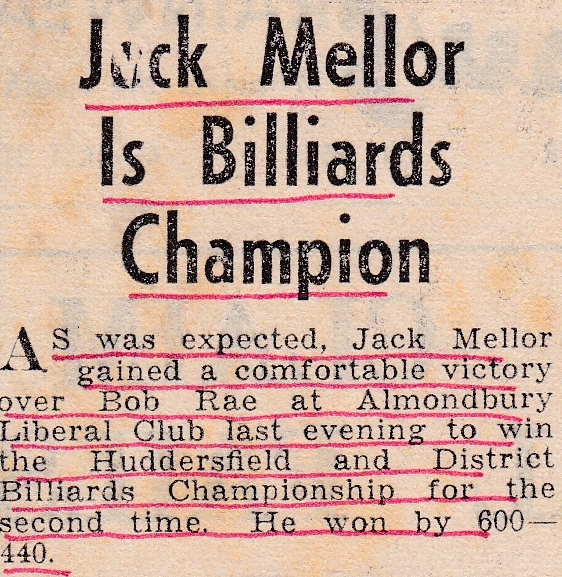 Jack Mellor
Is Billiards
Champion
AS was expected, Jack Mellor
gained a comfortable victory
over Bob Rae at Almondbury
Liberal Club last evening to win
the Huddersfield and District
Billiards Championship for the
second time. He won by 600—
440.